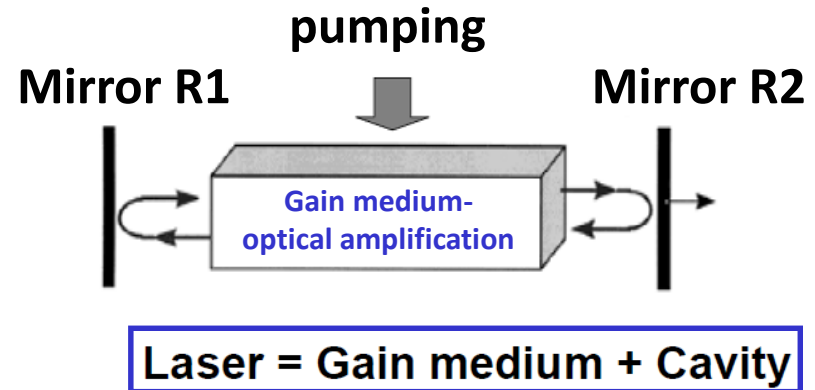 pumping
Mirror R1
Mirror R2
Gain medium-
optical amplification
Laser = Gain medium + Cavity